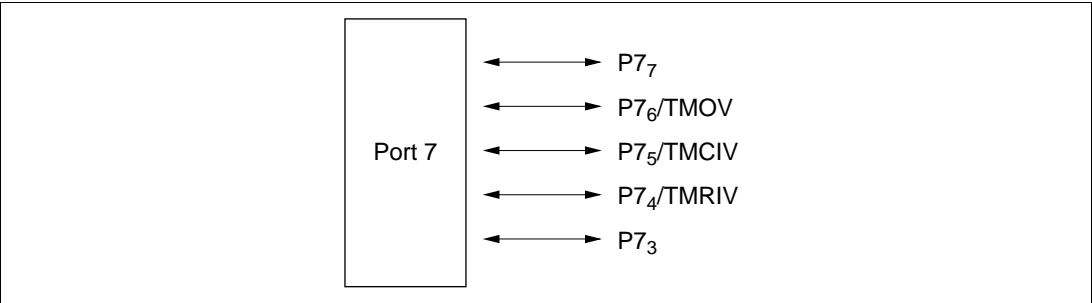 P7₇
P7₆/TMOV
Port 7
P7₅/TMCIV
P7₄/TMRIV
P7₃